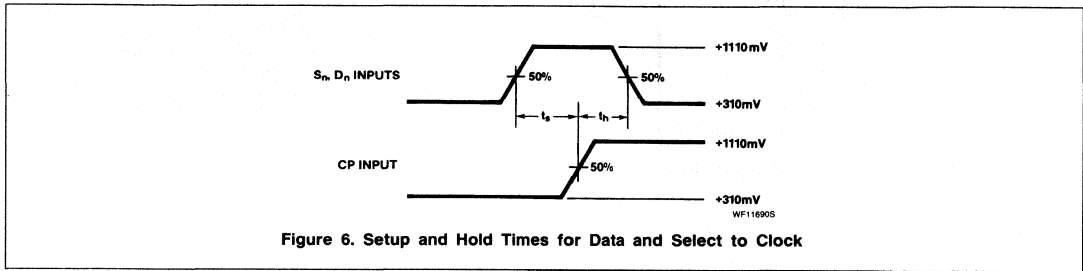 +1110mV
Sn, Dn INPUTS
50%
50%
+310mV
ts
th
+1110mV
CP INPUT
50%
+310mV
WF11690S
Figure 6. Setup and Hold Times for Data and Select to Clock